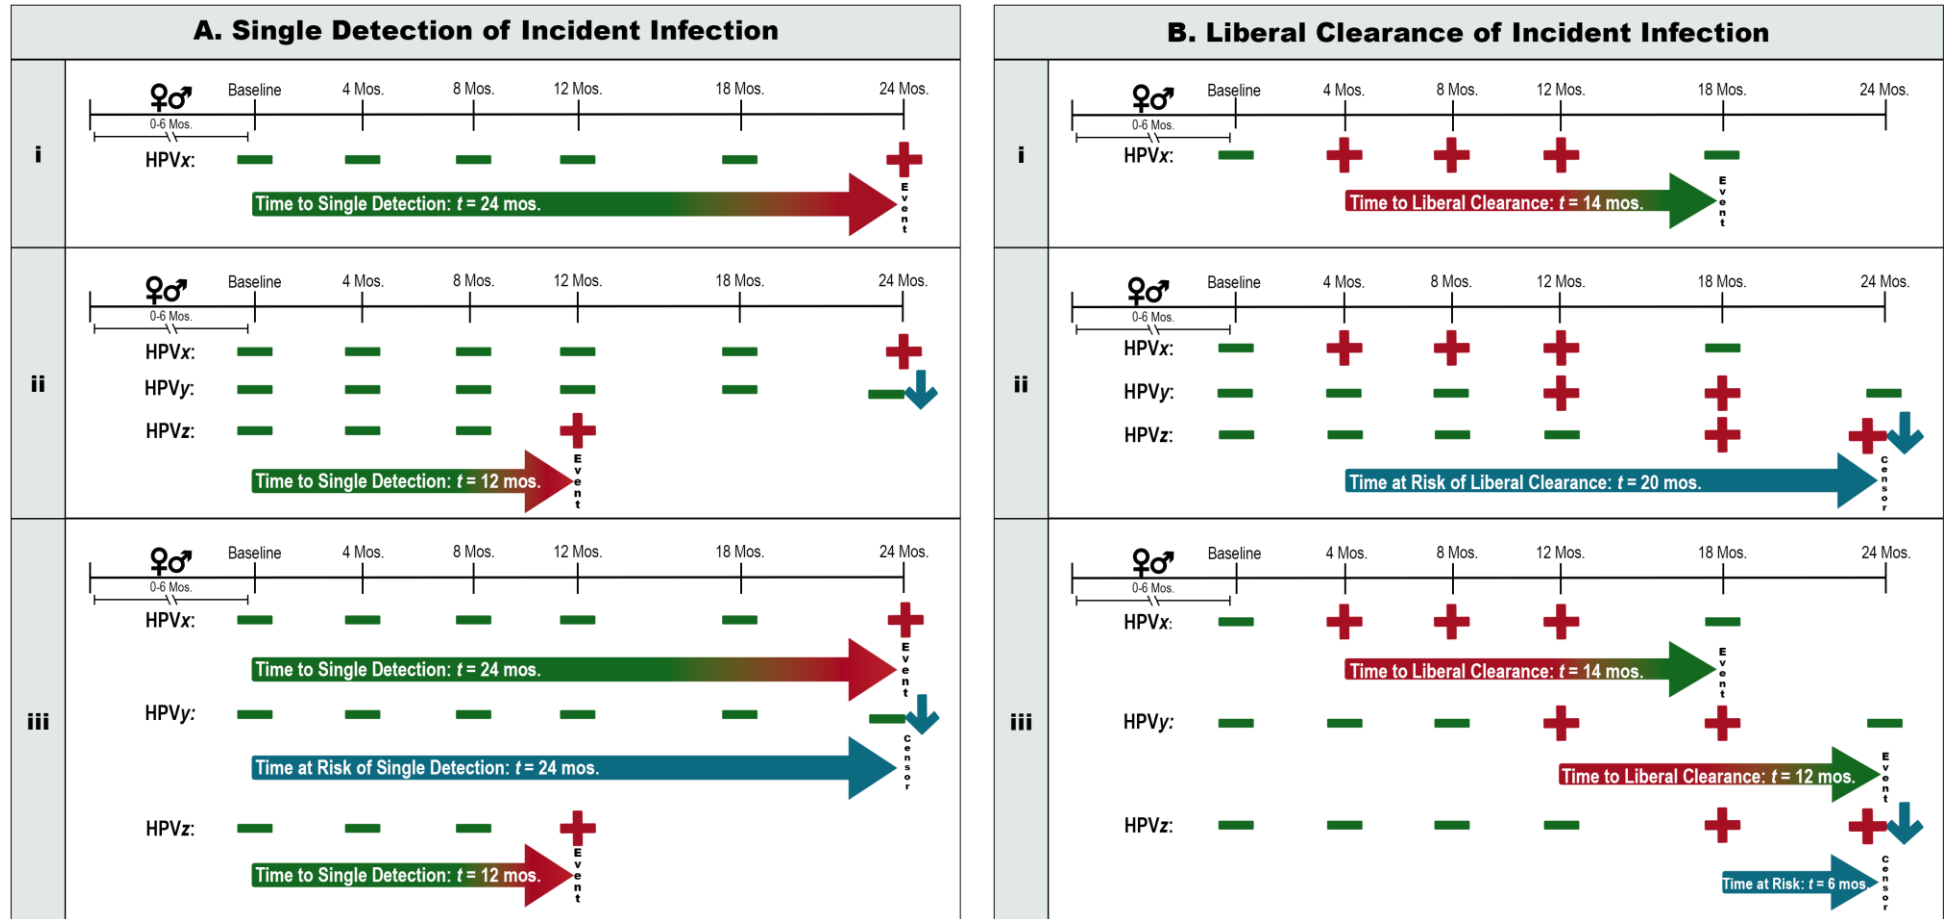 A. Single Detection of Incident Infection
i
Baseline 4 Mos. 8 Mos. 12 Mos. 18 Mos. 24 Mos.
0-6 Mos.
HPVx:
Time to Single Detection: t = 24 mos.
Event
ii
Baseline 4 Mos. 8 Mos. 12 Mos. 18 Mos. 24 Mos.
0-6 Mos.
HPVx:
HPVy:
HPVz:
Time to Single Detection: t = 12 mos.
Event
iii
Baseline 4 Mos. 8 Mos. 12 Mos. 18 Mos. 24 Mos.
0-6 Mos.
HPVx:
Time to Single Detection: t = 24 mos.
Event
HPVy:
Time at Risk of Single Detection: t = 24 mos.
Censor
HPVz:
Time to Single Detection: t = 12 mos.
Event
B. Liberal Clearance of Incident Infection
i
Baseline 4 Mos. 8 Mos. 12 Mos. 18 Mos. 24 Mos.
0-6 Mos.
HPVx:
Time to Liberal Clearance: t = 14 mos.
Event
ii
Baseline 4 Mos. 8 Mos. 12 Mos. 18 Mos. 24 Mos.
0-6 Mos.
HPVx:
HPVy:
HPVz:
Time at Risk of Liberal Clearance: t = 20 mos.
Censor
iii
Baseline 4 Mos. 8 Mos. 12 Mos. 18 Mos. 24 Mos.
0-6 Mos.
HPVx:
Time to Liberal Clearance: t = 14 mos.
Event
HPVy:
Time to Liberal Clearance: t = 12 mos.
Event
HPVz:
Time at Risk: t = 6 mos.
Censor